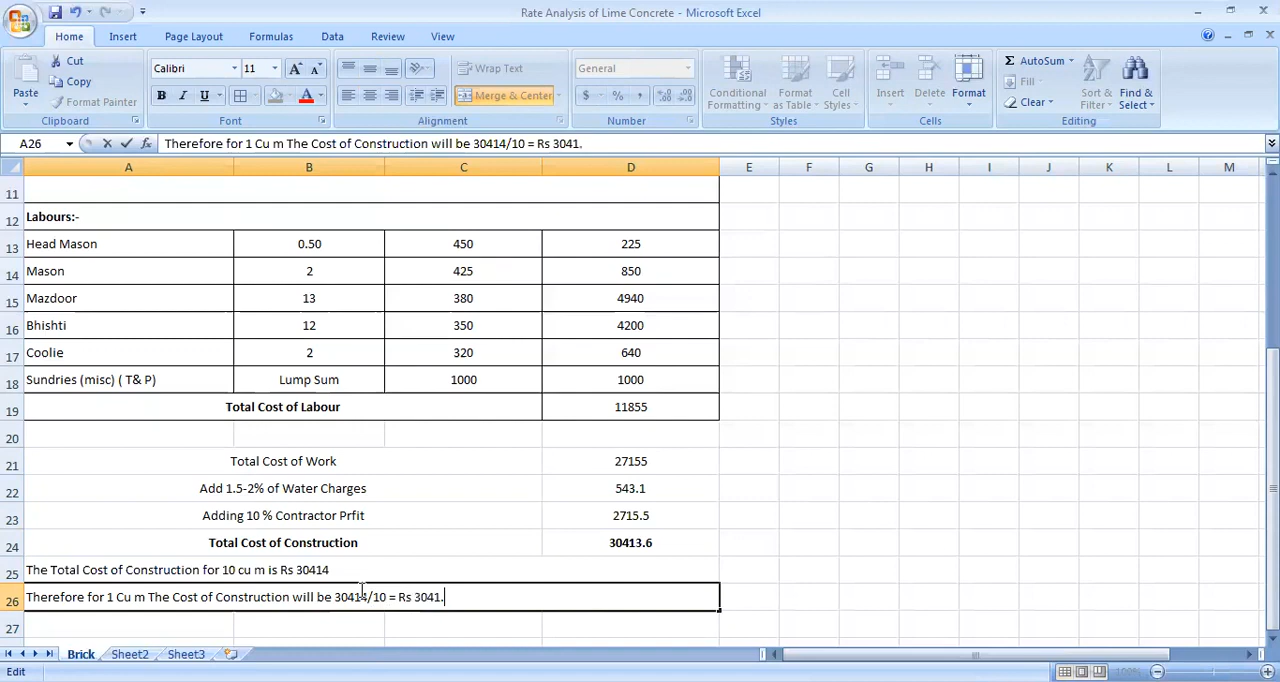 Rate Analysis of Lime Concrete - Microsoft Excel
Home Insert Page Layout Formulas Data Review View
Cut
Copy
Format Painter
Paste
Clipboard
Calibri 11
Font
Wrap Text
Merge & Center
Alignment
General
Number
Conditional Formatting
Format as Table
Cell Styles
Styles
Insert Delete Format
Cells
AutoSum
Fill
Clear
Sort & Filter
Find & Select
Editing
A26 Therefore for 1 Cu m The Cost of Construction will be 30414/10 = Rs 3041.
A B C D E F G H I J K L M
11
12 Labours:-
13 Head Mason 0.50 450 225
14 Mason 2 425 850
15 Mazdoor 13 380 4940
16 Bhishti 12 350 4200
17 Coolie 2 320 640
18 Sundries (misc) ( T& P) Lump Sum 1000 1000
19 Total Cost of Labour 11855
20
21 Total Cost of Work 27155
22 Add 1.5-2% of Water Charges 543.1
23 Adding 10 % Contractor Prfit 2715.5
24 Total Cost of Construction 30413.6
25 The Total Cost of Construction for 10 cu m is Rs 30414
26 Therefore for 1 Cu m The Cost of Construction will be 30414/10 = Rs 3041.
27
Brick Sheet2 Sheet3
Edit 100%